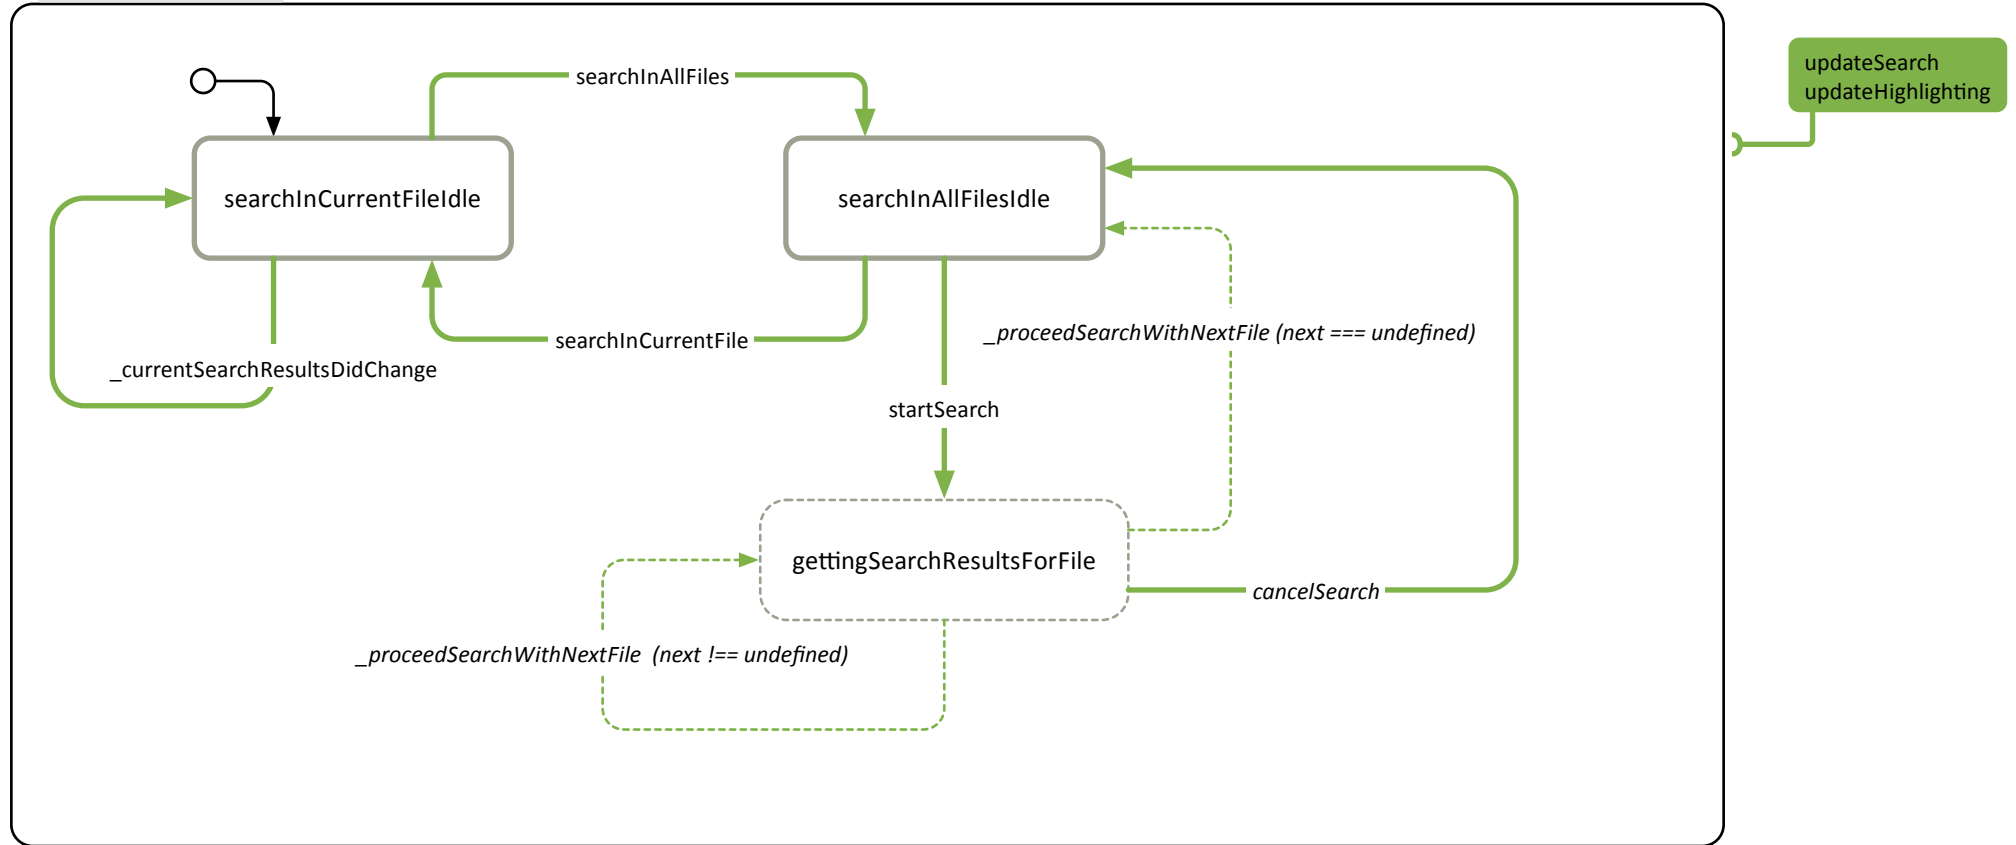 searchInAllFiles
updateSearch
updateHighlighting
searchInCurrentFileIdle
searchInAllFilesIdle
searchInCurrentFile
_proceedSearchWithNextFile (next === undefined)
_currentSearchResultsDidChange
startSearch
gettingSearchResultsForFile
cancelSearch
_proceedSearchWithNextFile (next !== undefined)